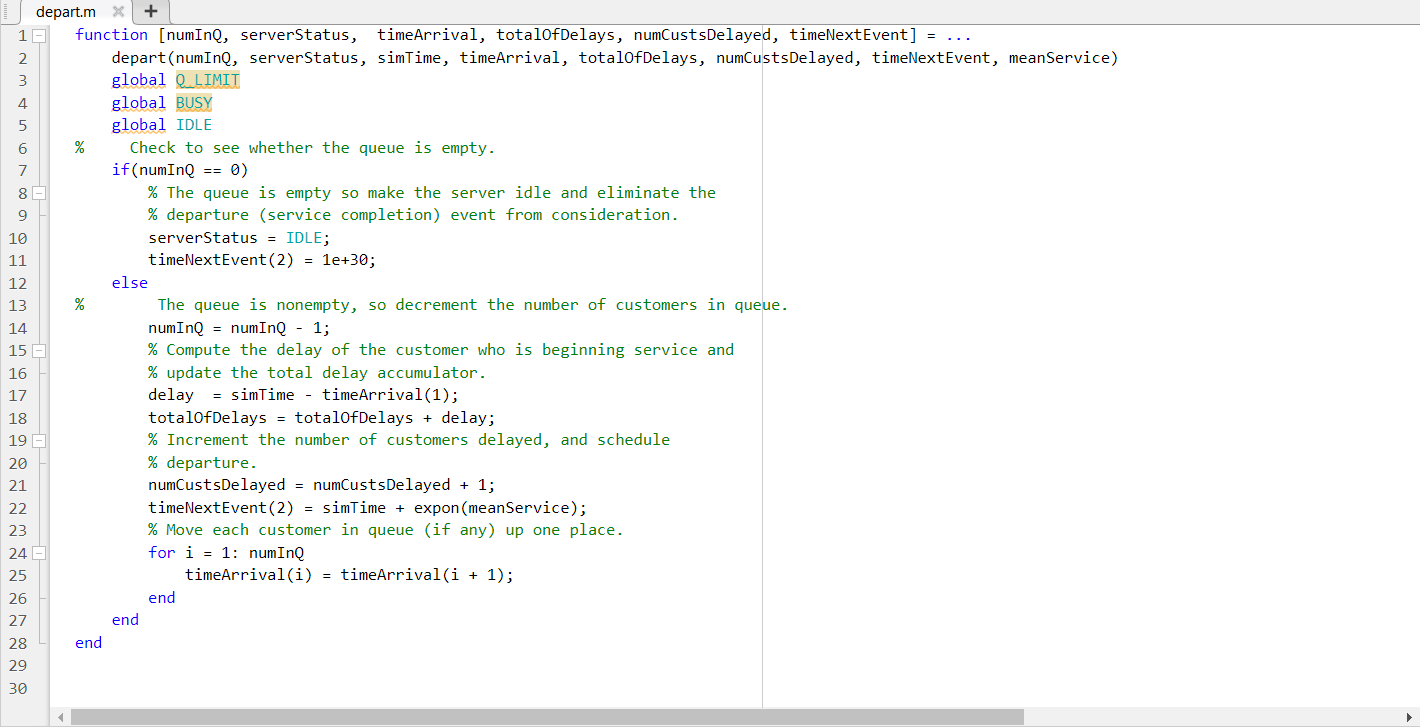 depart.m
1 function [numInQ, serverStatus,  timeArrival, totalOfDelays, numCustsDelayed, timeNextEvent] = ...
2     depart(numInQ, serverStatus, simTime, timeArrival, totalOfDelays, numCustsDelayed, timeNextEvent, meanService)
3     global Q_LIMIT
4     global BUSY
5     global IDLE
6 %     Check to see whether the queue is empty.
7     if(numInQ == 0)
8         % The queue is empty so make the server idle and eliminate the
9         % departure (service completion) event from consideration.
10         serverStatus = IDLE;
11         timeNextEvent(2) = 1e+30;
12     else
13 %        The queue is nonempty, so decrement the number of customers in queue.
14         numInQ = numInQ - 1;
15         % Compute the delay of the customer who is beginning service and
16         % update the total delay accumulator.
17         delay  = simTime - timeArrival(1);
18         totalOfDelays = totalOfDelays + delay;
19         % Increment the number of customers delayed, and schedule
20         % departure.
21         numCustsDelayed = numCustsDelayed + 1;
22         timeNextEvent(2) = simTime + expon(meanService);
23         % Move each customer in queue (if any) up one place.
24         for i = 1: numInQ
25             timeArrival(i) = timeArrival(i + 1);
26         end
27     end
28 end
29
30